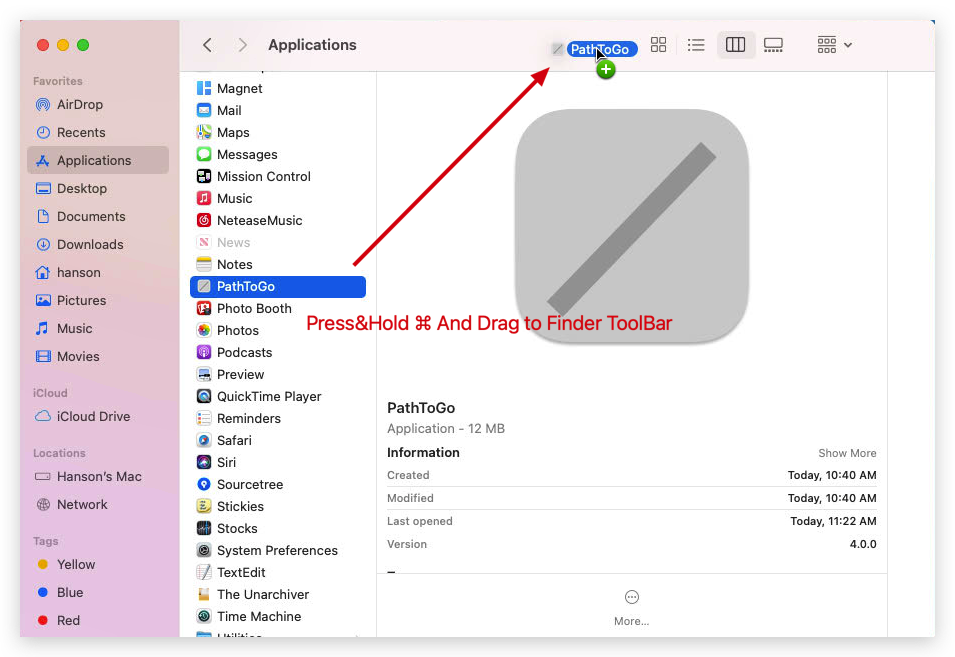 Applications
PathToGo
Favorites
AirDrop
Recents
Applications
Desktop
Documents
Downloads
hanson
Pictures
Music
Movies
iCloud
iCloud Drive
Locations
Hanson's Mac
Network
Tags
Yellow
Blue
Red
Magnet
Mail
Maps
Messages
Mission Control
Music
NeteaseMusic
News
Notes
PathToGo
Photo Booth
Photos
Podcasts
Preview
QuickTime Player
Reminders
Safari
Siri
Sourcetree
Stickies
Stocks
System Preferences
TextEdit
The Unarchiver
Time Machine
Utilities
Press&Hold ⌘ And Drag to Finder ToolBar
PathToGo
Application - 12 MB
Information Show More
Created Today, 10:40 AM
Modified Today, 10:40 AM
Last opened Today, 11:22 AM
Version 4.0.0
More...